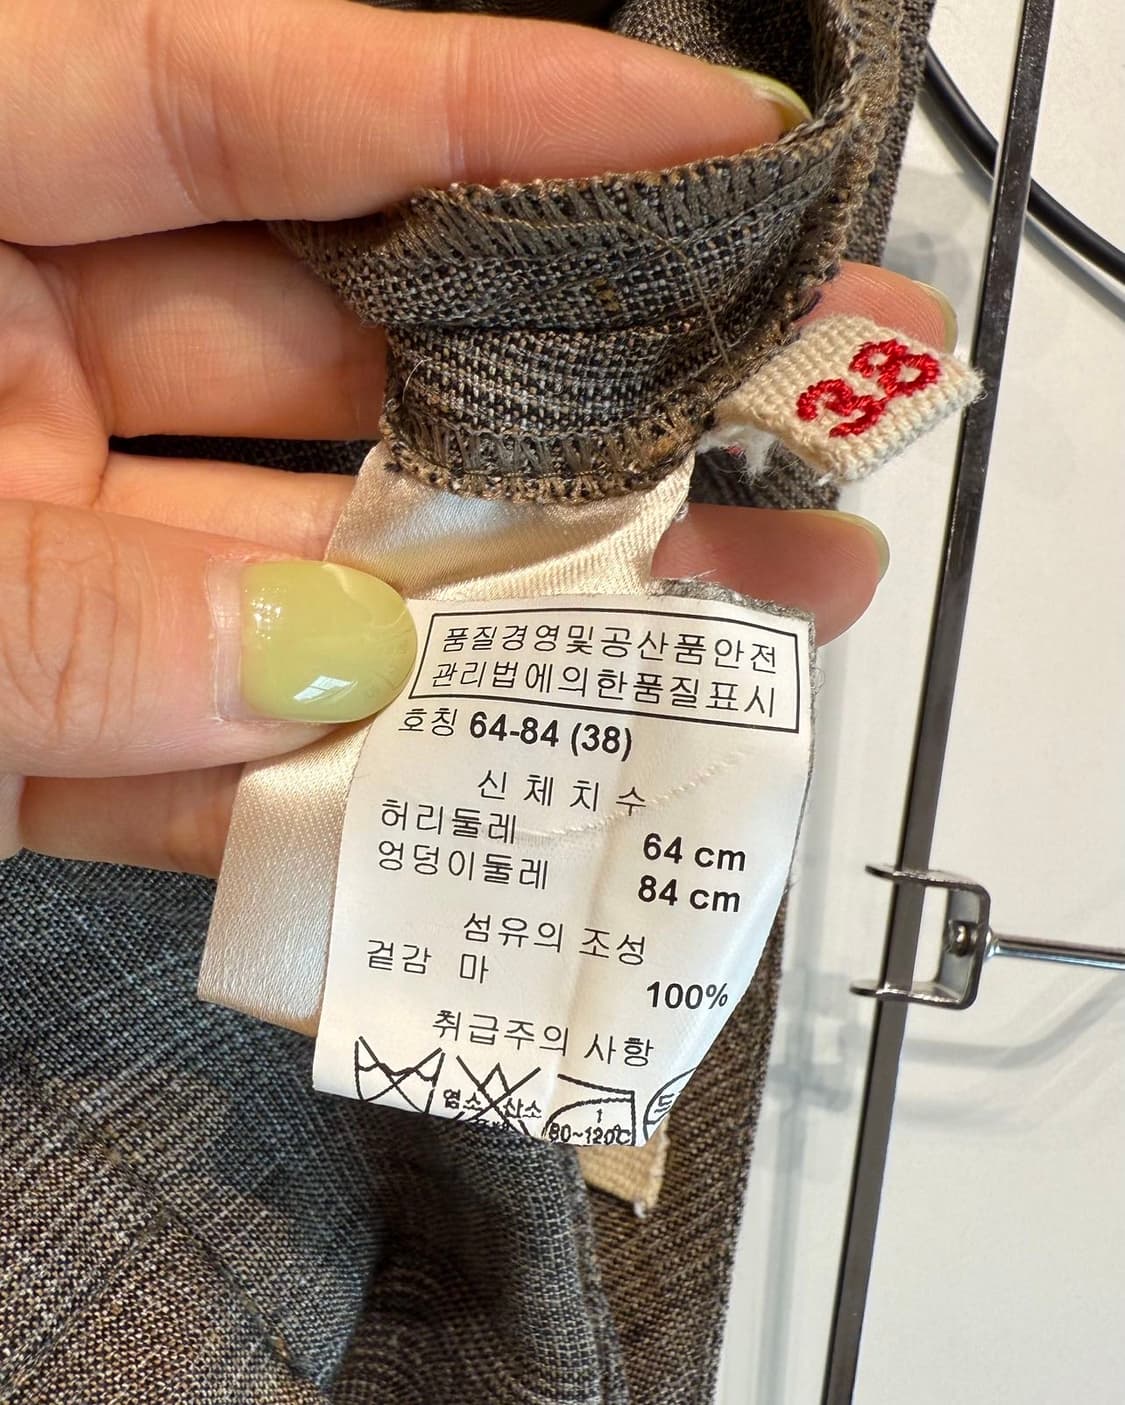 38
품질경영및공산품안전
관리법에의한품질표시
호칭 64-84 (38)
신 체 치 수
허리둘레 64 cm
엉덩이둘레 84 cm
섬유의 조성
겉감 마 100%
취급주의 사항
염소 산소
1
80~120℃
드